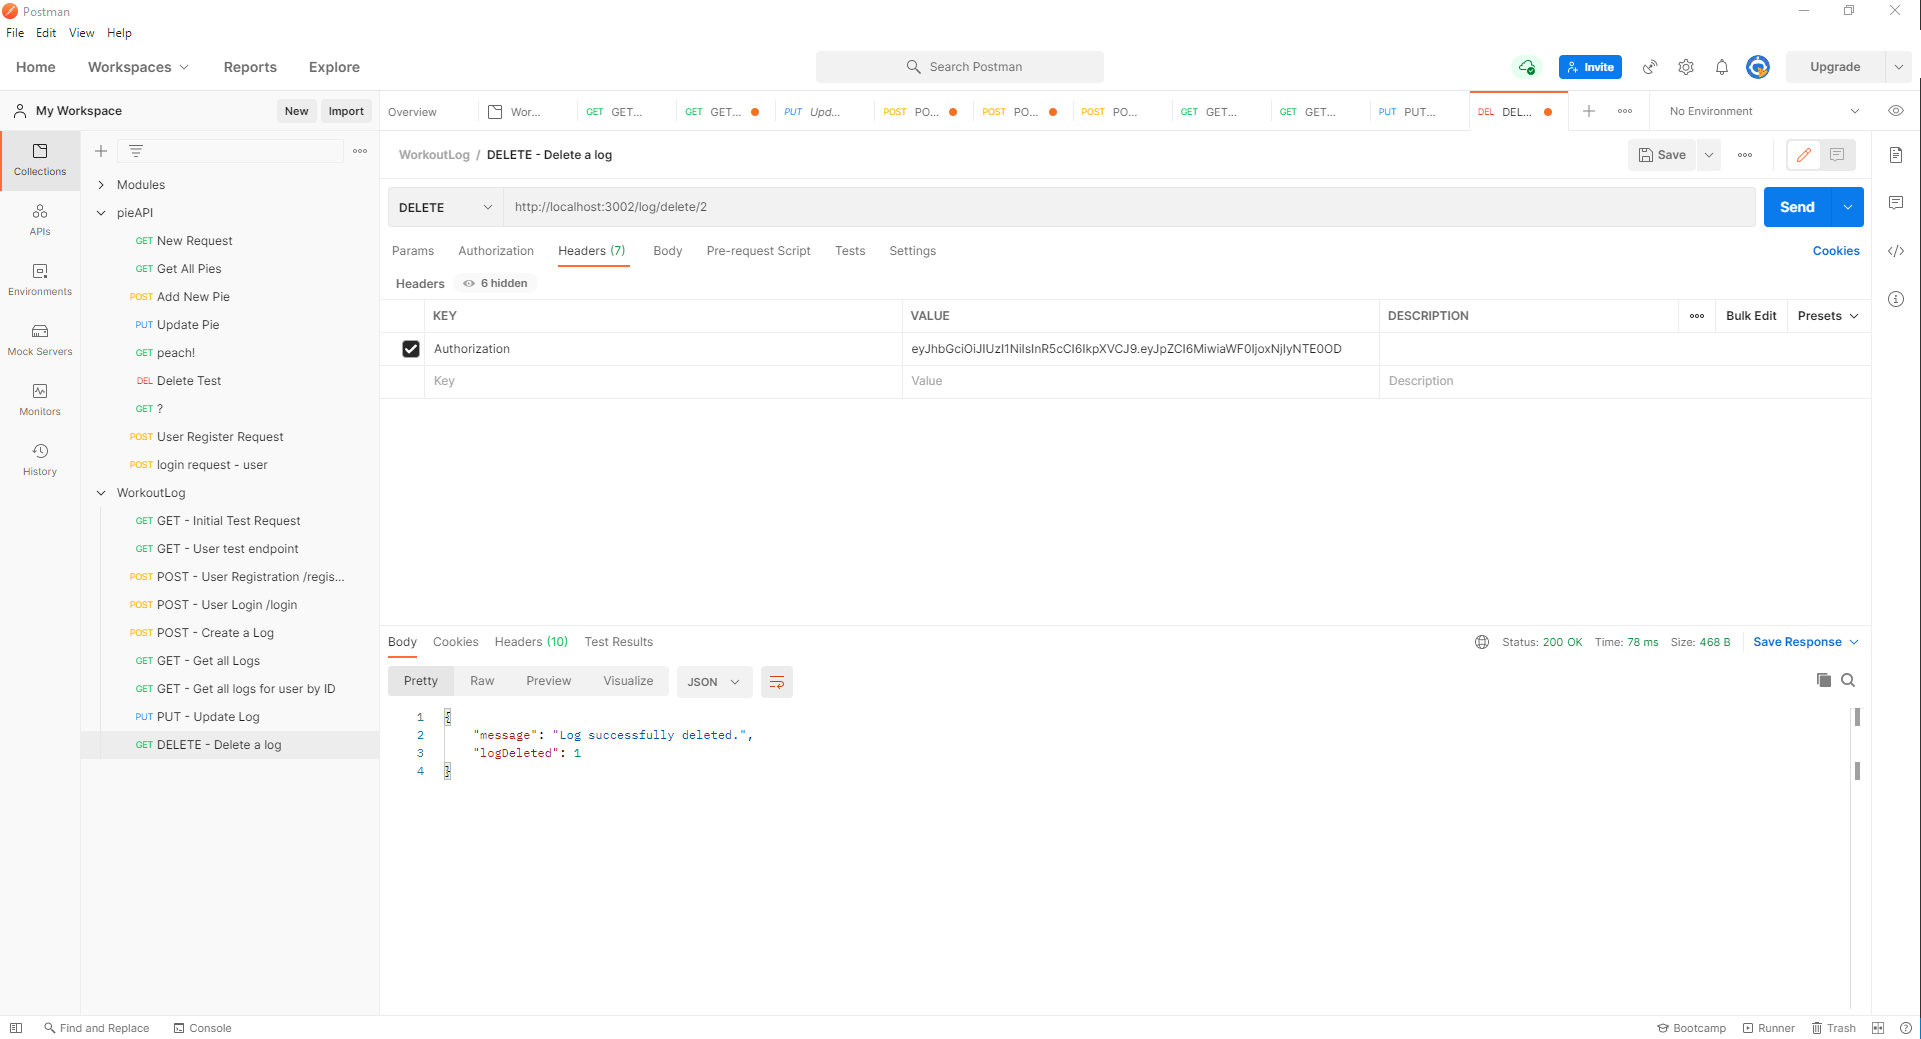 Postman
File Edit View Help
Home Workspaces Reports Explore Search Postman Invite Upgrade
My Workspace New Import
Overview Wor... GET GET... GET GET... PUT Upd... POST PO... POST PO... POST PO... GET GET... GET GET... PUT PUT... DEL DEL... No Environment
Collections
APIs
Environments
Mock Servers
Monitors
History
Modules
pieAPI
GET New Request
GET Get All Pies
POST Add New Pie
PUT Update Pie
GET peach!
DEL Delete Test
GET ?
POST User Register Request
POST login request - user
WorkoutLog
GET GET - Initial Test Request
GET GET - User test endpoint
POST POST - User Registration /regis...
POST POST - User Login /login
POST POST - Create a Log
GET GET - Get all Logs
GET GET - Get all logs for user by ID
PUT PUT - Update Log
GET DELETE - Delete a log
WorkoutLog / DELETE - Delete a log Save
DELETE http://localhost:3002/log/delete/2 Send
Params Authorization Headers (7) Body Pre-request Script Tests Settings Cookies
Headers 6 hidden
KEY VALUE DESCRIPTION Bulk Edit Presets
Authorization eyJhbGciOiJIUzI1NiIsInR5cCI6IkpXVCJ9.eyJpZCI6MiwiaWF0IjoxNjIyNTE0OD
Key Value Description
Body Cookies Headers (10) Test Results Status: 200 OK Time: 78 ms Size: 468 B Save Response
Pretty Raw Preview Visualize JSON
1 {
2 "message": "Log successfully deleted.",
3 "logDeleted": 1
4 }
Find and Replace Console Bootcamp Runner Trash